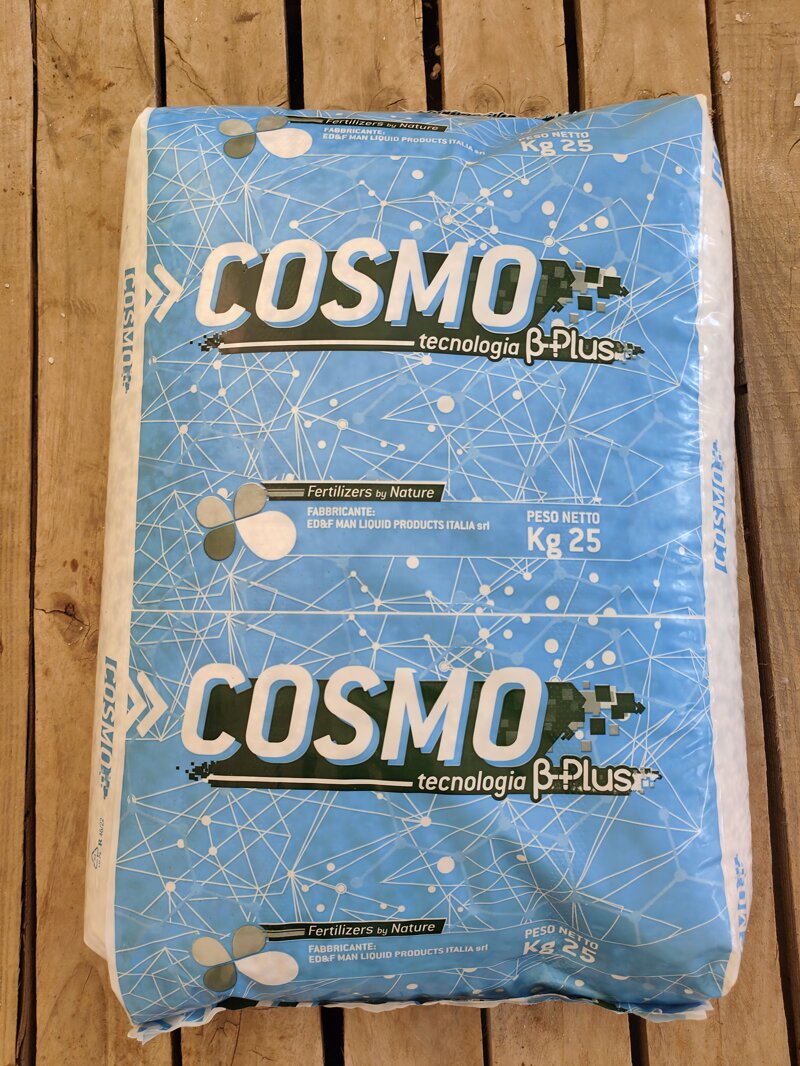 Fertilizers by Nature
FABBRICANTE:
ED&F MAN LIQUID PRODUCTS ITALIA srl
PESO NETTO
Kg 25
COSMO
tecnologia β-Plus
[COSMO
Fertilizers by Nature
FABBRICANTE:
ED&F MAN LIQUID PRODUCTS ITALIA srl
PESO NETTO
Kg 25
[COSMO
COSMO
tecnologia β-Plus
[COSMO
Fertilizers by Nature
FABBRICANTE:
ED&F MAN LIQUID PRODUCTS ITALIA srl
PESO NETTO
Kg 25